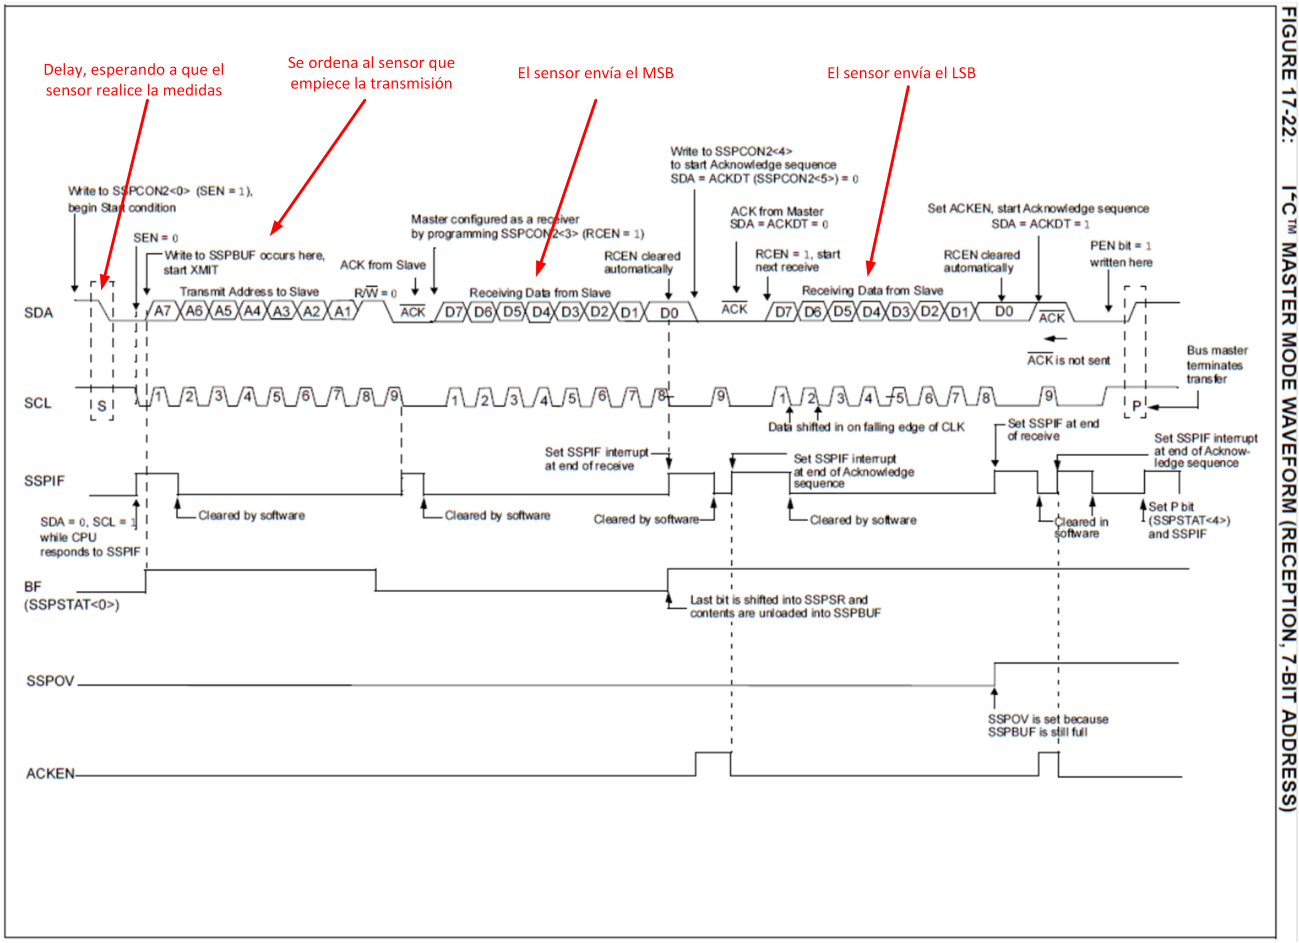 FIGURE 17-22: I²C™ MASTER MODE WAVEFORM (RECEPTION, 7-BIT ADDRESS)
Delay, esperando a que el
sensor realice la medidas
Se ordena al sensor que
empiece la transmisión
El sensor envía el MSB
El sensor envía el LSB
Write to SSPCON2<0> (SEN = 1),
begin Start condition
SEN = 0
Write to SSPBUF occurs here,
start XMIT
Transmit Address to Slave
R/W = 0
ACK from Slave
Master configured as a receiver
by programming SSPCON2<3> (RCEN = 1)
Receiving Data from Slave
RCEN cleared
automatically
Write to SSPCON2<4>
to start Acknowledge sequence
SDA = ACKDT (SSPCON2<5>) = 0
ACK from Master
SDA = ACKDT = 0
RCEN = 1, start
next receive
Receiving Data from Slave
RCEN cleared
automatically
Set ACKEN, start Acknowledge sequence
SDA = ACKDT = 1
PEN bit = 1
written here
SDA
A7 A6 A5 A4 A3 A2 A1 ACK D7 D6 D5 D4 D3 D2 D1 D0 ACK D7 D6 D5 D4 D3 D2 D1 D0 ACK
ACK is not sent
Bus master
terminates
transfer
SCL
S 1 2 3 4 5 6 7 8 9 1 2 3 4 5 6 7 8 9 1 2 3 4 5 6 7 8 9 P
Data shifted in on falling edge of CLK
Set SSPIF interrupt
at end of receive
Set SSPIF interrupt
at end of Acknowledge
sequence
Set SSPIF at end
of receive
Set SSPIF interrupt
at end of Acknow-
ledge sequence
SSPIF
SDA = 0, SCL = 1
while CPU
responds to SSPIF
Cleared by software
Cleared by software
Cleared by software
Cleared by software
Cleared in
software
Set P bit
(SSPSTAT<4>)
and SSPIF
BF
(SSPSTAT<0>)
Last bit is shifted into SSPSR and
contents are unloaded into SSPBUF
SSPOV
SSPOV is set because
SSPBUF is still full
ACKEN